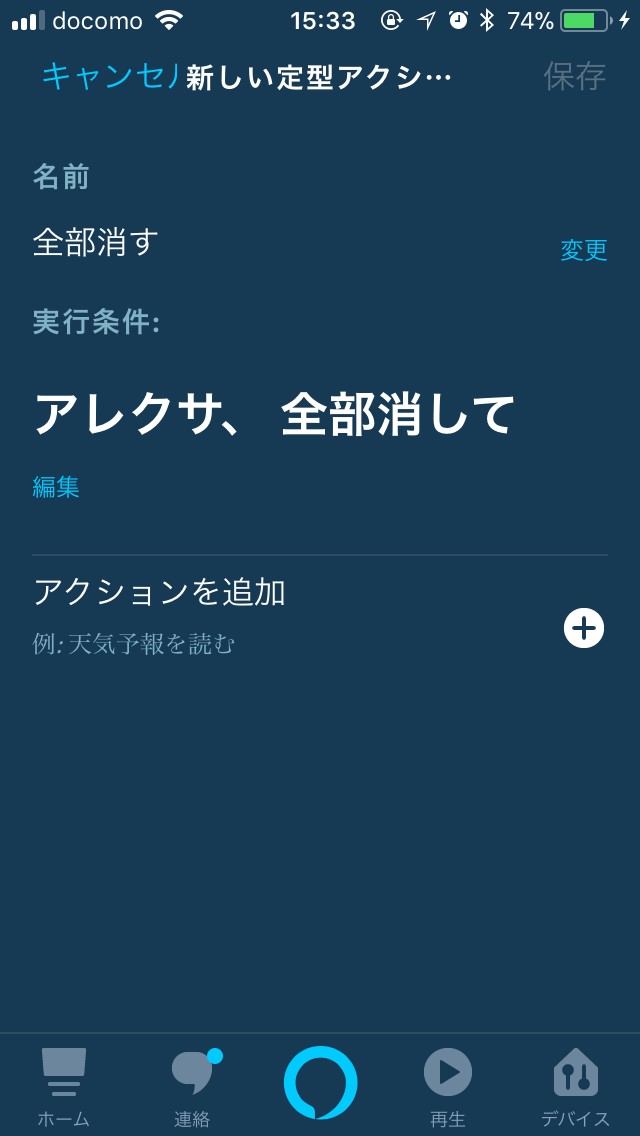 docomo 15:33 74%
キャンセル 新しい定型アクシ… 保存
名前
全部消す
変更
実行条件:
アレクサ、 全部消して
編集
アクションを追加
例: 天気予報を読む
ホーム 連絡 再生 デバイス